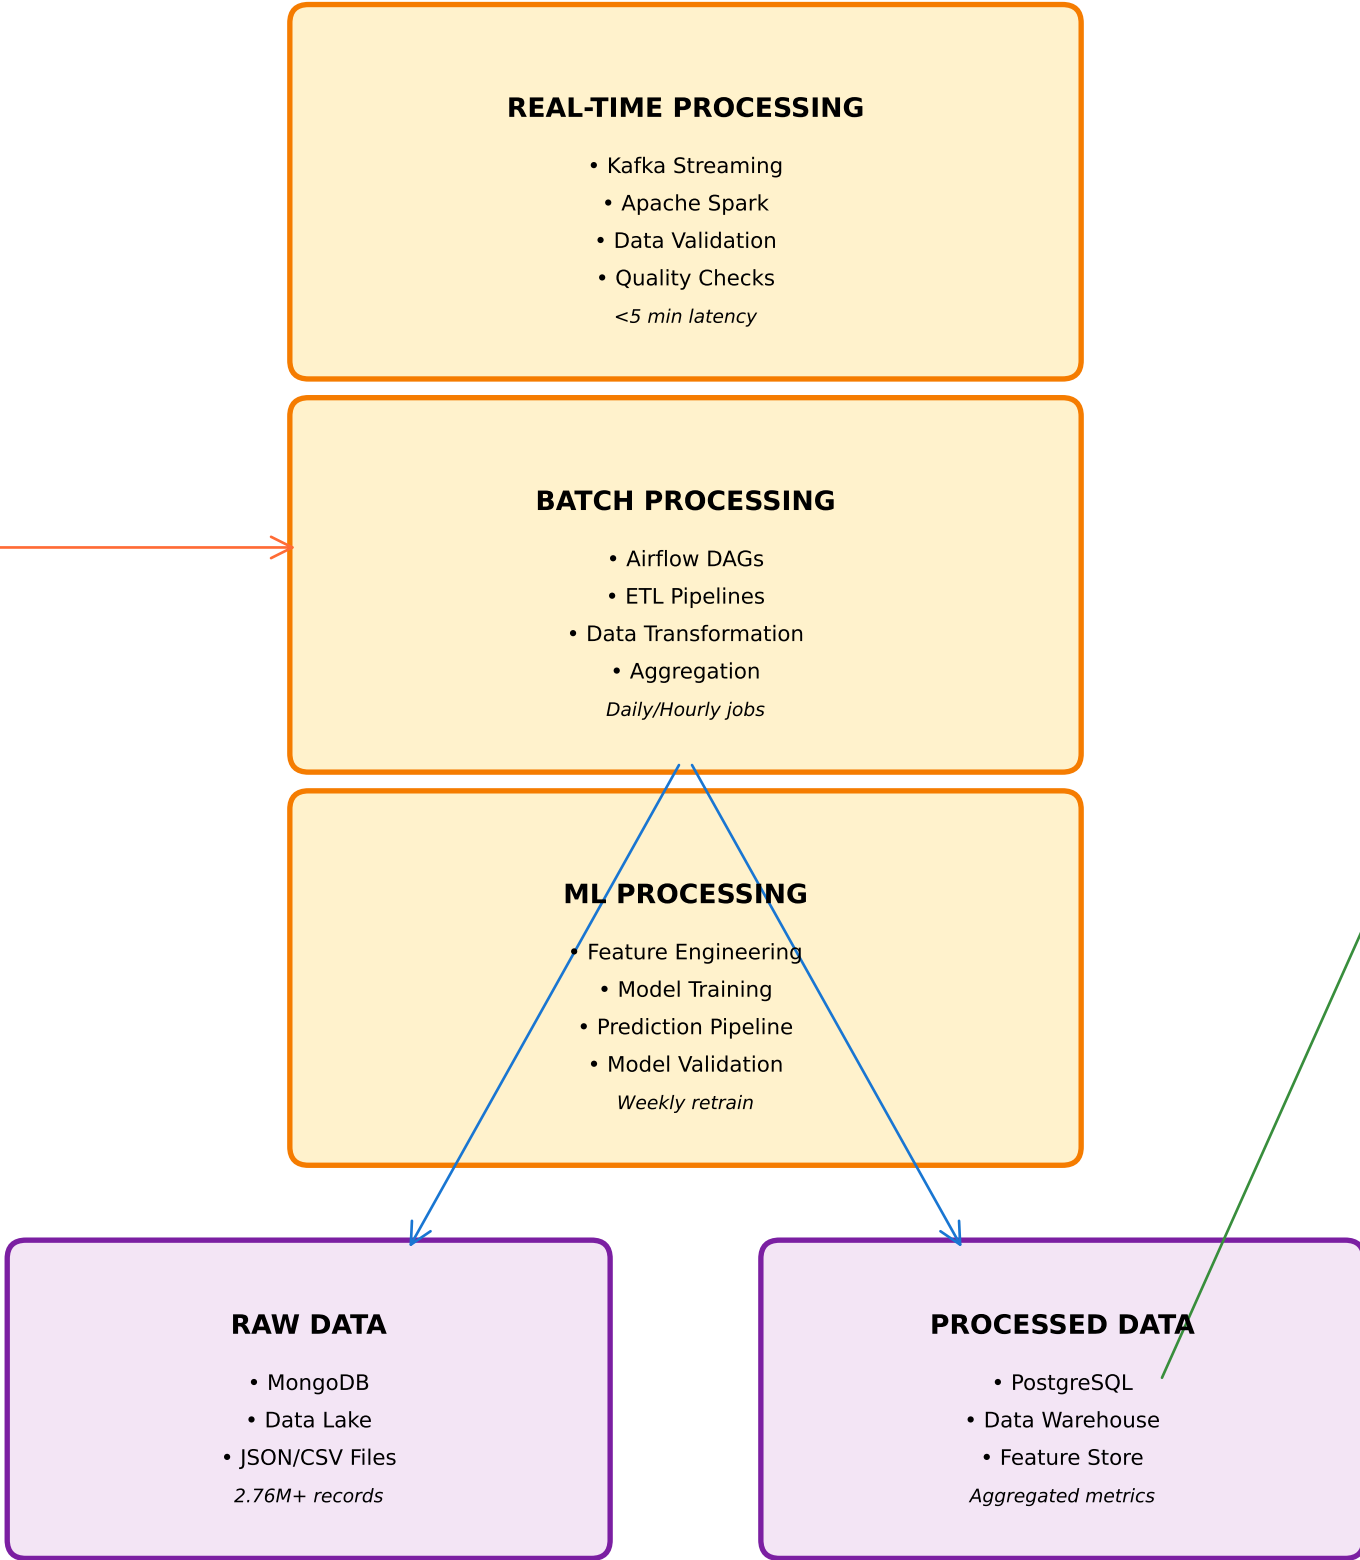 REAL-TIME PROCESSING
• Kafka Streaming
• Apache Spark
• Data Validation
• Quality Checks
<5 min latency
BATCH PROCESSING
• Airflow DAGs
• ETL Pipelines
• Data Transformation
• Aggregation
Daily/Hourly jobs
ML PROCESSING
• Feature Engineering
• Model Training
• Prediction Pipeline
• Model Validation
Weekly retrain
RAW DATA
• MongoDB
• Data Lake
• JSON/CSV Files
2.76M+ records
PROCESSED DATA
• PostgreSQL
• Data Warehouse
• Feature Store
Aggregated metrics